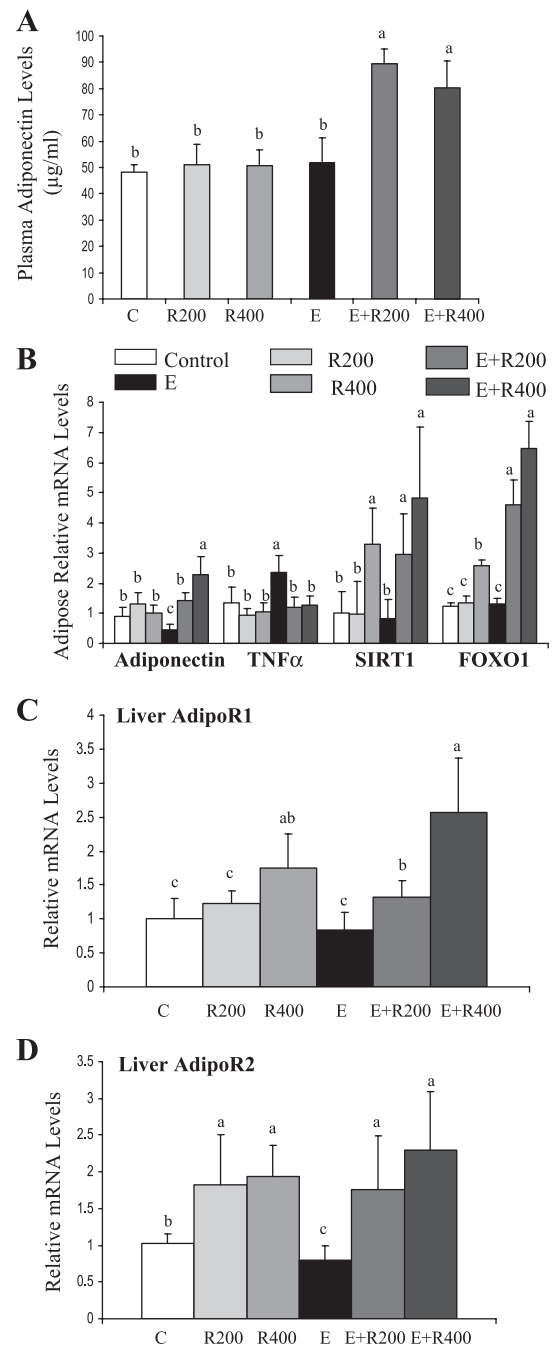 A
Plasma Adiponectin Levels
(µg/ml)
100
90
80
70
60
50
40
30
20
10
0
b
b
b
b
a
a
C R200 R400 E E+R200 E+R400
B
Control R200 E+R200
E R400 E+R400
Adipose Relative mRNA Levels
8
7
6
5
4
3
2
1
0
b b b c b a
b b b a b b
b b a b a a
c c b c a a
Adiponectin TNFα SIRT1 FOXO1
C
Liver AdipoR1
Relative mRNA Levels
4
3.5
3
2.5
2
1.5
1
0.5
0
c c ab c b a
C R200 R400 E E+R200 E+R400
D
Liver AdipoR2
Relative mRNA Levels
3.5
3
2.5
2
1.5
1
0.5
0
b a a c a a
C R200 R400 E E+R200 E+R400